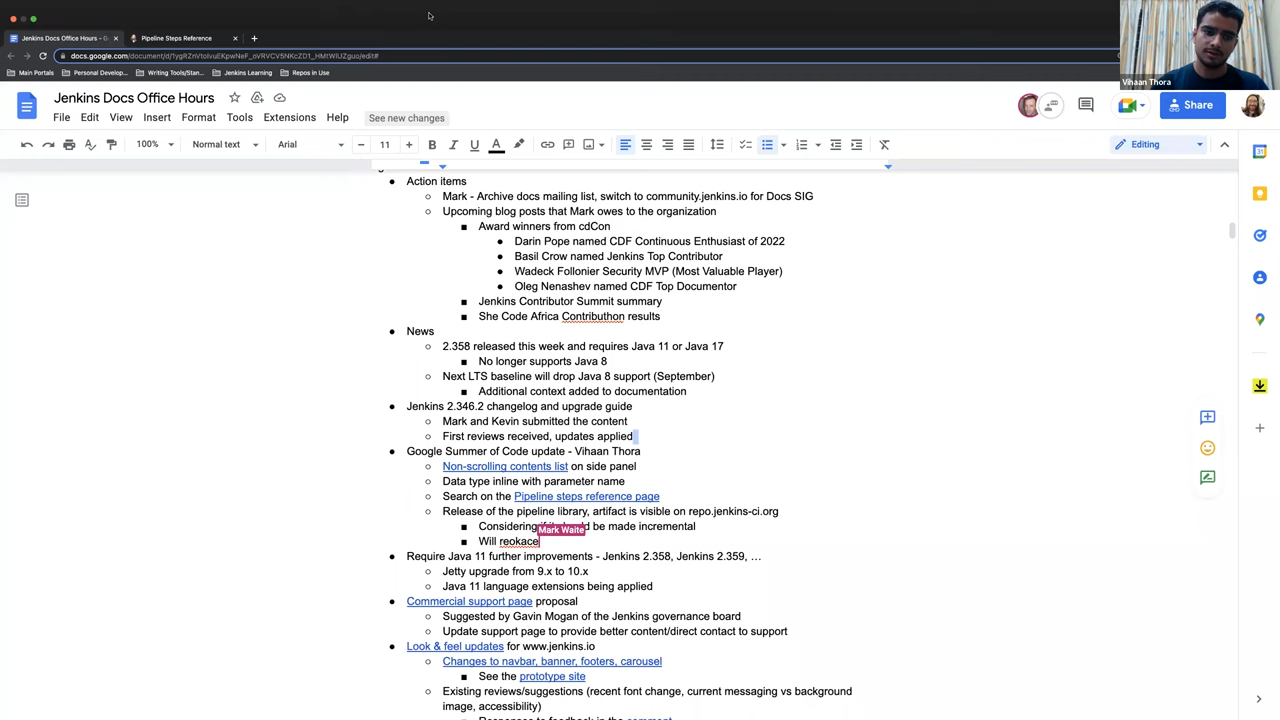 Jenkins Docs Office Hours - G
Pipeline Steps Reference
docs.google.com/document/d/1ygRZnVtoIvuEKpwNeF_oVRVCV5NKcZD1_HMtWlUZguo/edit#
Main Portals
Personal Develop...
Writing Tools/Stan...
Jenkins Learning
Repos in Use
Vihaan Thora
Jenkins Docs Office Hours
Share
File Edit View Insert Format Tools Extensions Help
See new changes
100%
Normal text
Arial
11
Editing
Action items
Mark - Archive docs mailing list, switch to community.jenkins.io for Docs SIG
Upcoming blog posts that Mark owes to the organization
Award winners from cdCon
Darin Pope named CDF Continuous Enthusiast of 2022
Basil Crow named Jenkins Top Contributor
Wadeck Follonier Security MVP (Most Valuable Player)
Oleg Nenashev named CDF Top Documentor
Jenkins Contributor Summit summary
She Code Africa Contributhon results
News
2.358 released this week and requires Java 11 or Java 17
No longer supports Java 8
Next LTS baseline will drop Java 8 support (September)
Additional context added to documentation
Jenkins 2.346.2 changelog and upgrade guide
Mark and Kevin submitted the content
First reviews received, updates applied
Google Summer of Code update - Vihaan Thora
Non-scrolling contents list on side panel
Data type inline with parameter name
Search on the Pipeline steps reference page
Release of the pipeline library, artifact is visible on repo.jenkins-ci.org
Considering if be made incremental
Mark Waite
Will reokace
Require Java 11 further improvements - Jenkins 2.358, Jenkins 2.359, …
Jetty upgrade from 9.x to 10.x
Java 11 language extensions being applied
Commercial support page proposal
Suggested by Gavin Mogan of the Jenkins governance board
Update support page to provide better content/direct contact to support
Look & feel updates for www.jenkins.io
Changes to navbar, banner, footers, carousel
See the prototype site
Existing reviews/suggestions (recent font change, current messaging vs background
image, accessibility)